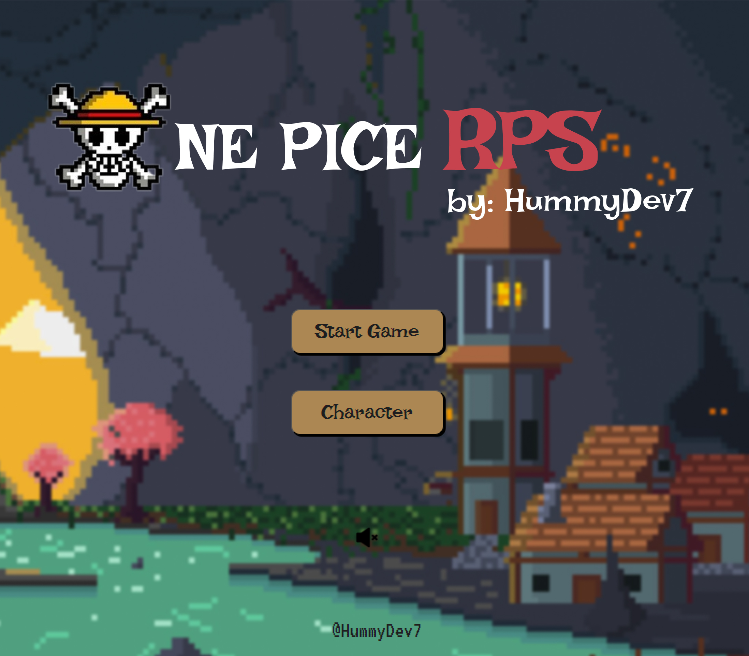 NE PICE RPS
by: HummyDev7
Start Game
Character
@HummyDev7